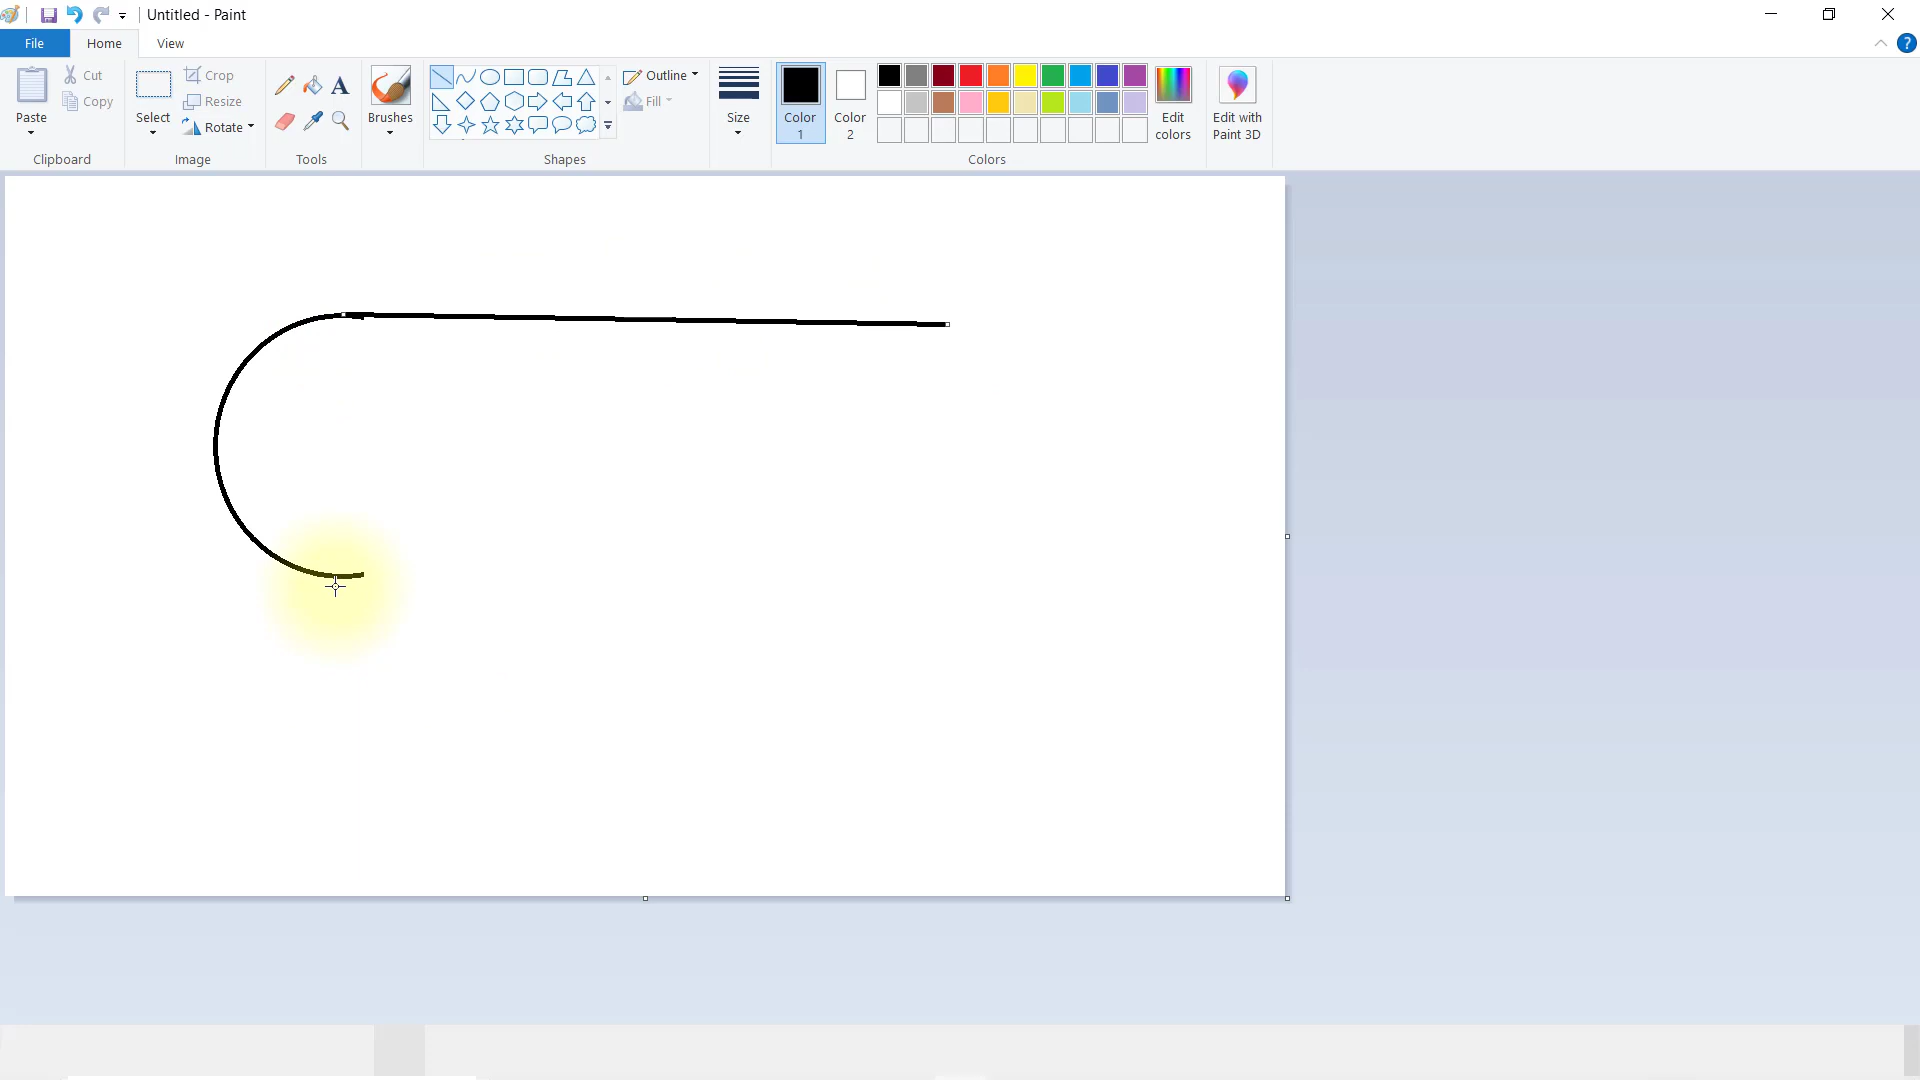 Untitled - Paint
File Home View
Paste
Cut
Copy
Clipboard
Select
Crop
Resize
Rotate
Image
Tools
Brushes
Shapes
Outline
Fill
Size
Color 1
Color 2
Colors
Edit colors
Edit with Paint 3D